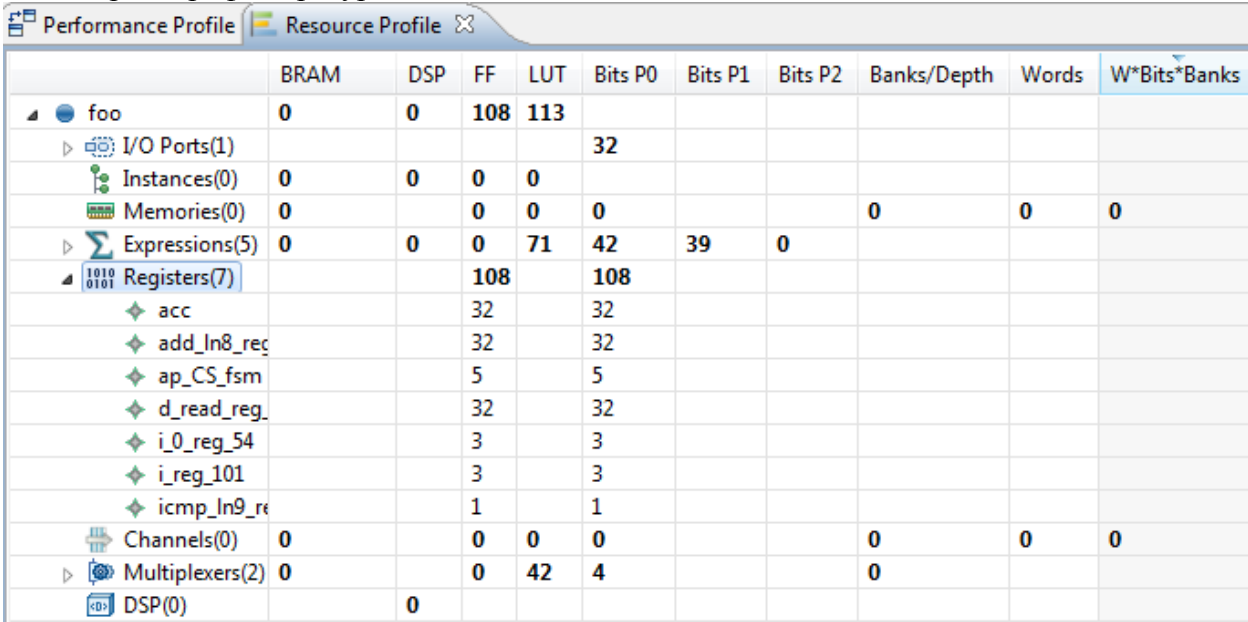 Performance Profile Resource Profile
BRAM DSP FF LUT Bits P0 Bits P1 Bits P2 Banks/Depth Words W*Bits*Banks
foo 0 0 108 113
I/O Ports(1) 32
Instances(0) 0 0 0 0
Memories(0) 0 0 0 0 0 0 0
Expressions(5) 0 0 0 71 42 39 0
1010 0101 Registers(7) 108 108
acc 32 32
add_ln8_reg 32 32
ap_CS_fsm 5 5
d_read_reg_ 32 32
i_0_reg_54 3 3
i_reg_101 3 3
icmp_ln9_re 1 1
Channels(0) 0 0 0 0 0 0 0
Multiplexers(2) 0 0 42 4 0
DSP(0) 0